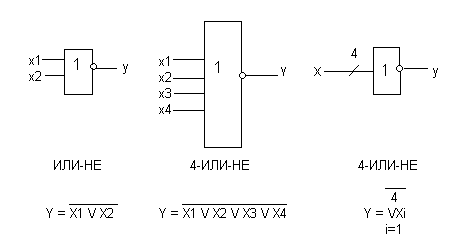 x1
x2
1
y
x1
x2
x3
x4
1
Y
X
4
1
y
ИЛИ-НЕ
4-ИЛИ-НЕ
4-ИЛИ-НЕ
Y = X1 V X2
Y = X1 V X2 V X3 V X4
4
Y = VXi
i=1